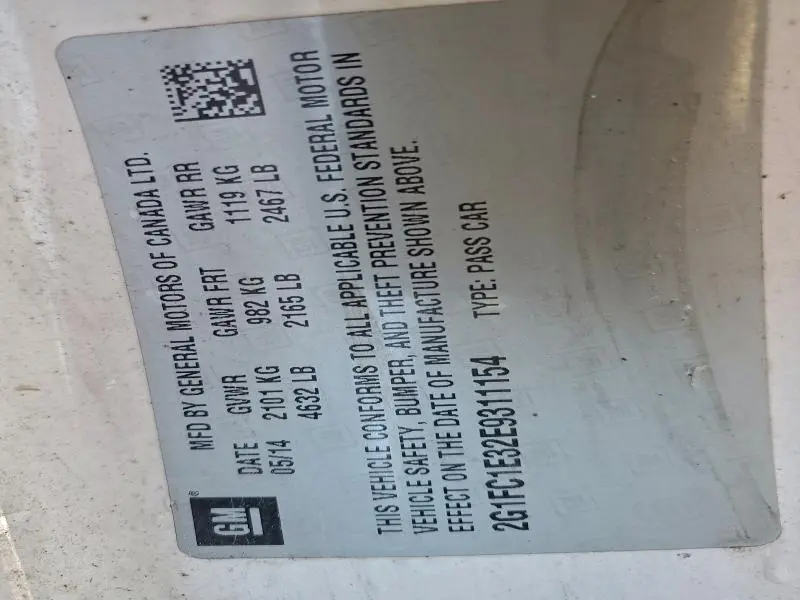 MFD BY GENERAL MOTORS OF CANADA LTD.
DATE GVWR GAWR FRT GAWR RR
05/14 2101 KG 982 KG 1119 KG
4632 LB 2165 LB 2467 LB
GM®
THIS VEHICLE CONFORMS TO ALL APPLICABLE U.S. FEDERAL MOTOR
VEHICLE SAFETY, BUMPER, AND THEFT PREVENTION STANDARDS IN
EFFECT ON THE DATE OF MANUFACTURE SHOWN ABOVE.
2G1FC1E32E9311154 TYPE: PASS CAR